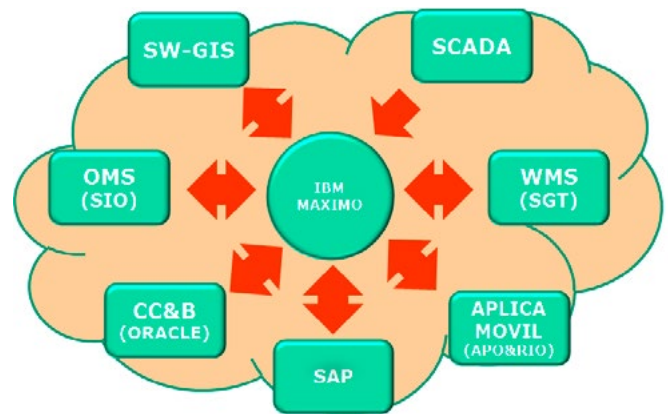 SW-GIS
SCADA
OMS
(SIO)
IBM
MAXIMO
WMS
(SGT)
CC&B
(ORACLE)
SAP
APLICA
MOVIL
(APO&RIO)